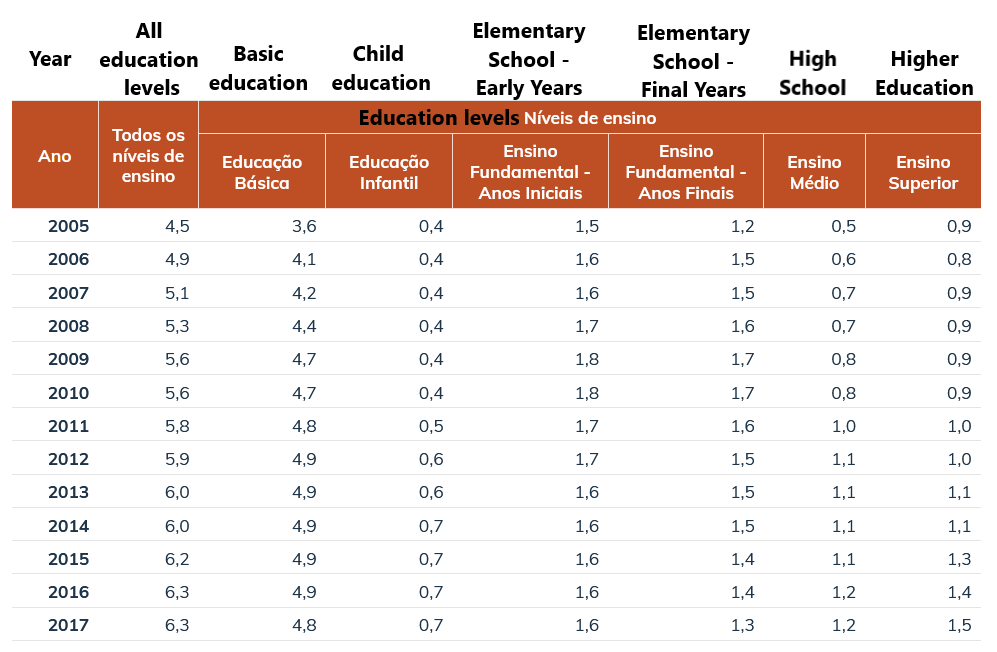 Year All education levels Basic education Child education Elementary School - Early Years Elementary School - Final Years High School Higher Education
Education levels Níveis de ensino
Ano Todos os níveis de ensino Educação Básica Educação Infantil Ensino Fundamental - Anos Iniciais Ensino Fundamental - Anos Finais Ensino Médio Ensino Superior
2005 4,5 3,6 0,4 1,5 1,2 0,5 0,9
2006 4,9 4,1 0,4 1,6 1,5 0,6 0,8
2007 5,1 4,2 0,4 1,6 1,5 0,7 0,9
2008 5,3 4,4 0,4 1,7 1,6 0,7 0,9
2009 5,6 4,7 0,4 1,8 1,7 0,8 0,9
2010 5,6 4,7 0,4 1,8 1,7 0,8 0,9
2011 5,8 4,8 0,5 1,7 1,6 1,0 1,0
2012 5,9 4,9 0,6 1,7 1,5 1,1 1,0
2013 6,0 4,9 0,6 1,6 1,5 1,1 1,1
2014 6,0 4,9 0,7 1,6 1,5 1,1 1,1
2015 6,2 4,9 0,7 1,6 1,4 1,1 1,3
2016 6,3 4,9 0,7 1,6 1,4 1,2 1,4
2017 6,3 4,8 0,7 1,6 1,3 1,2 1,5